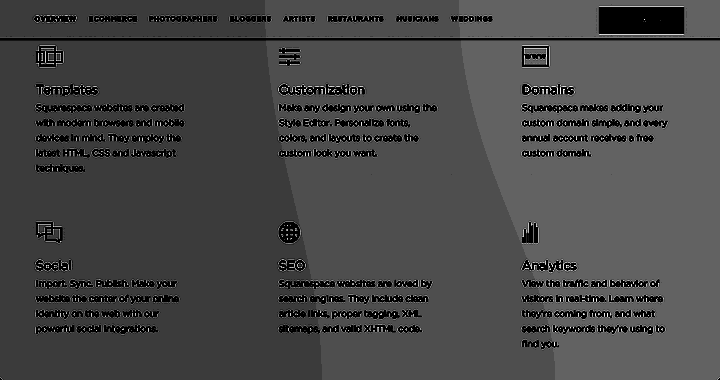 OVERVIEW ECOMMERCE PHOTOGRAPHERS BLOGGERS ARTISTS RESTAURANTS MUSICIANS WEDDINGS
www
Templates
Squarespace websites are created
with modern browsers and mobile
devices in mind. They employ the
latest HTML, CSS and Javascript
techniques.
Customization
Make any design your own using the
Style Editor. Personalize fonts,
colors, and layouts to create the
custom look you want.
Domains
Squarespace makes adding your
custom domain simple, and every
annual account receives a free
custom domain.
Social
Import. Sync. Publish. Make your
website the center of your online
identity on the web with our
powerful social integrations.
SEO
Squarespace websites are loved by
search engines. They include clean
article links, proper tagging, XML
sitemaps, and valid XHTML code.
Analytics
View the traffic and behavior of
visitors in real-time. Learn where
they're coming from, and what
search keywords they're using to
find you.